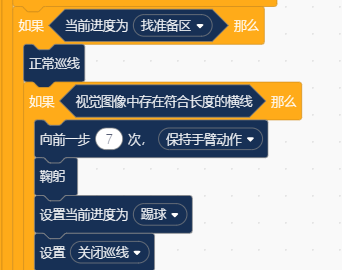 如果 当前进度为 找准备区 那么
正常巡线
如果 视觉图像中存在符合长度的横线 那么
向前一步 7 次， 保持手臂动作
鞠躬
设置当前进度为 踢球
设置 关闭巡线